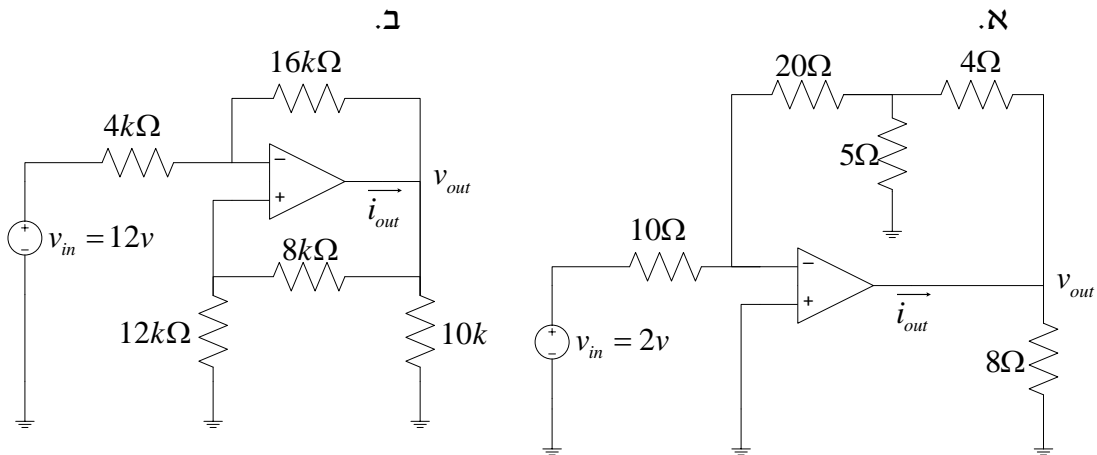 א.
20Ω
4Ω
5Ω
10Ω
−
+
v_out
i_out
+
−
v_in = 2v
8Ω
ב.
16kΩ
4kΩ
−
+
v_out
i_out
+
−
v_in = 12v
8kΩ
12kΩ
10k